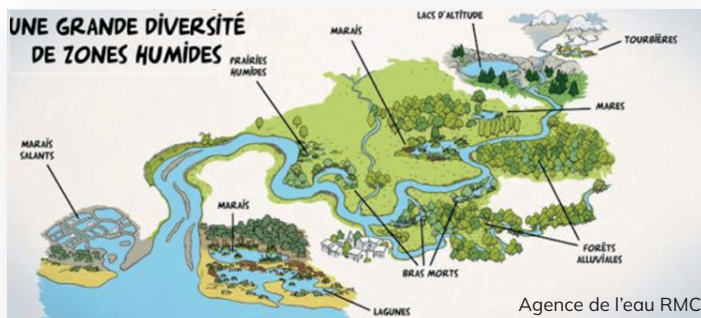 UNE GRANDE DIVERSITÉ
DE ZONES HUMIDES
LACS D'ALTITUDE
MARAIS
TOURBIÈRES
PRAIRIES
HUMIDES
MARES
MARAIS
SALANTS
MARAIS
FORÊTS
ALLUVIALES
BRAS MORTS
LAGUNES
Agence de l'eau RMC